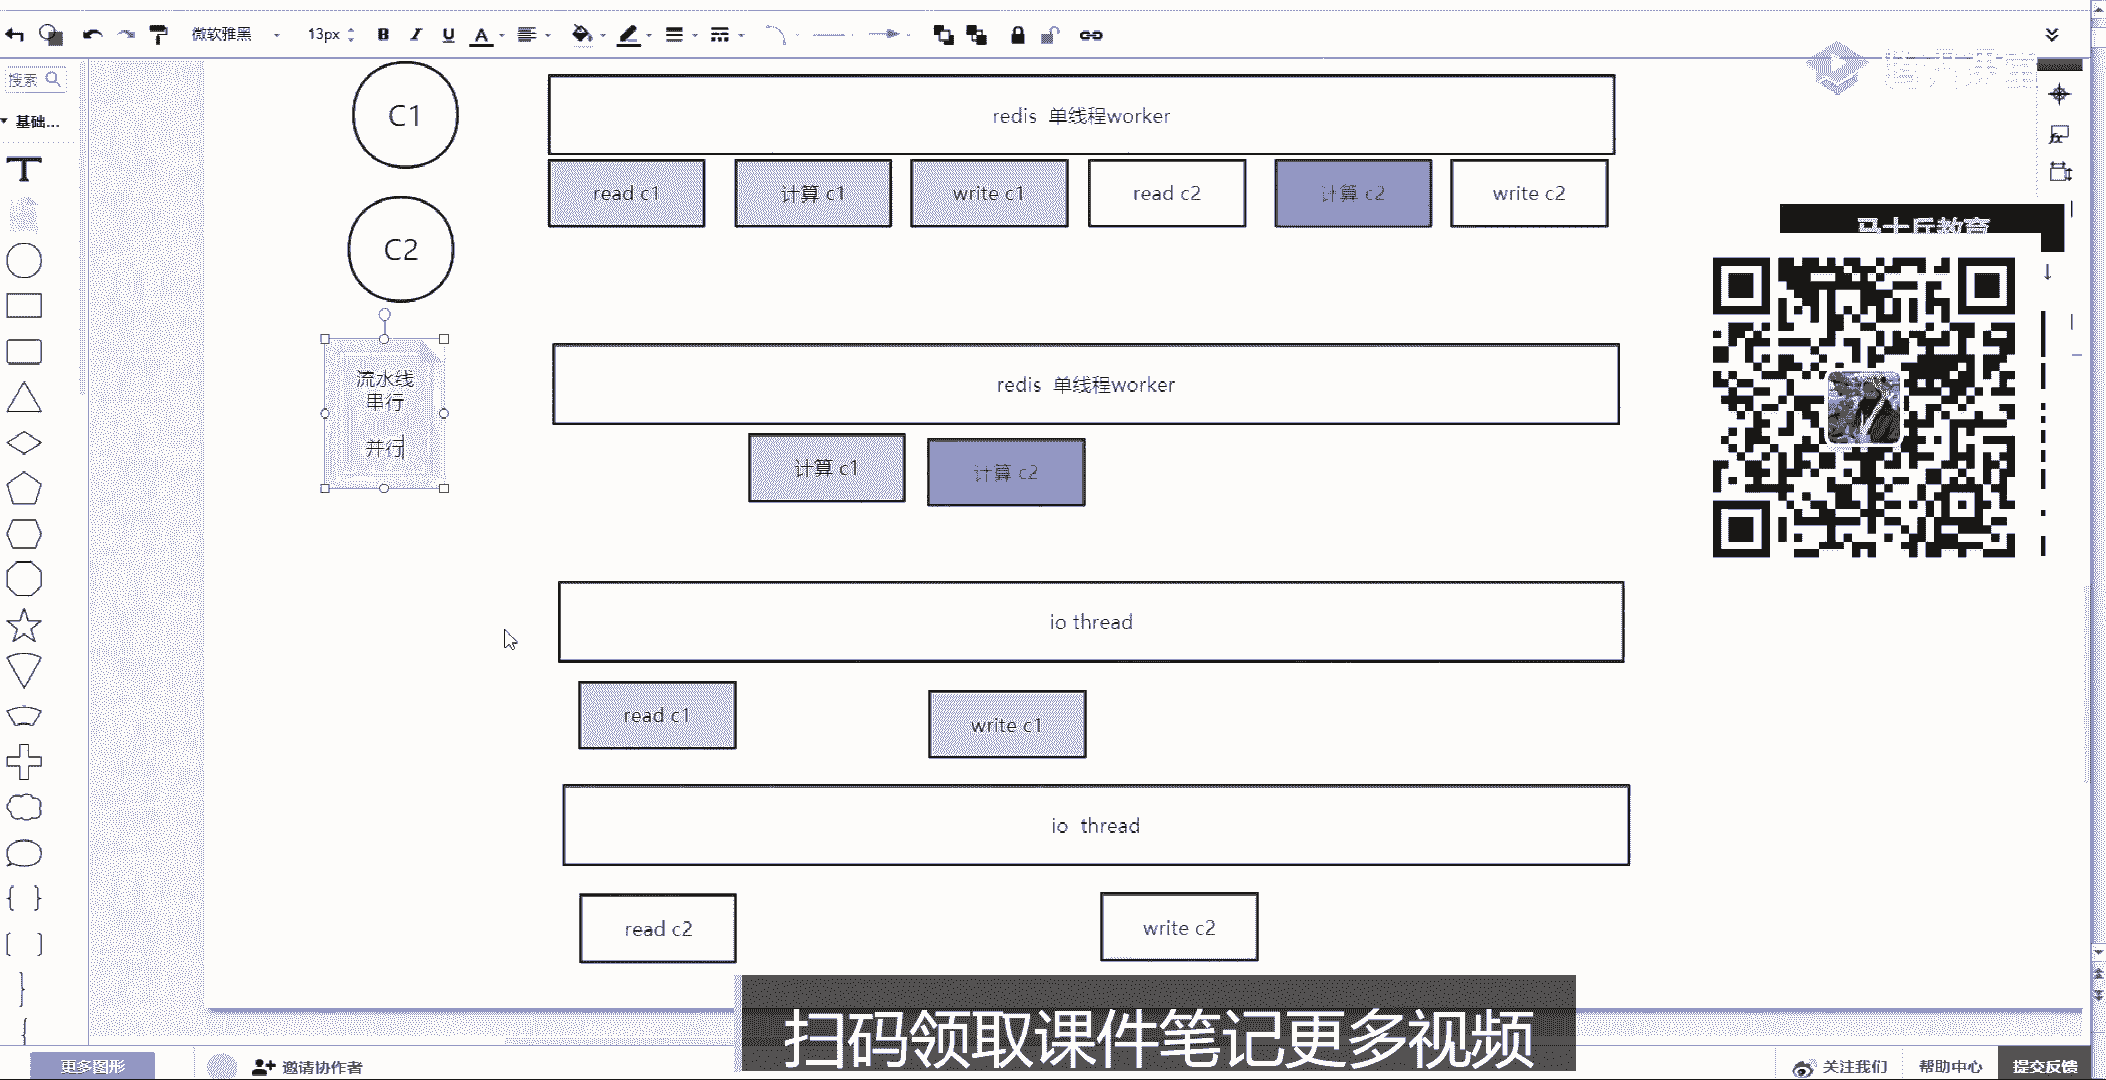 微软雅黑 13px B I U A
搜索
基础...
T
C1
redis 单线程worker
read c1 计算 c1 write c1 read c2 计算 c2 write c2
C2
马士兵教育
流水线
串行
并行
redis 单线程worker
计算 c1 计算 c2
io thread
read c1 write c1
io thread
read c2 write c2
扫码领取课件笔记更多视频
更多图形 邀请协作者 关注我们 帮助中心 提交反馈